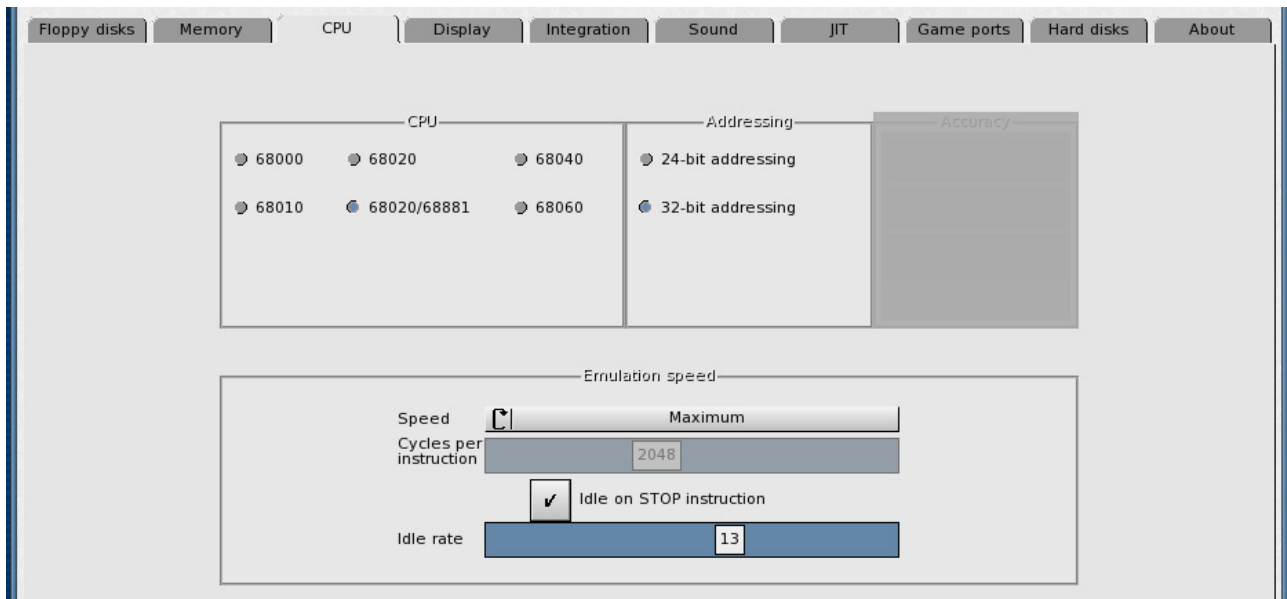 Floppy disks Memory CPU Display Integration Sound JIT Game ports Hard disks About
CPU Addressing Accuracy
68000 68020 68040 24-bit addressing
68010 68020/68881 68060 32-bit addressing
Emulation speed
Speed Maximum
Cycles per
instruction 2048
✓ Idle on STOP instruction
Idle rate 13